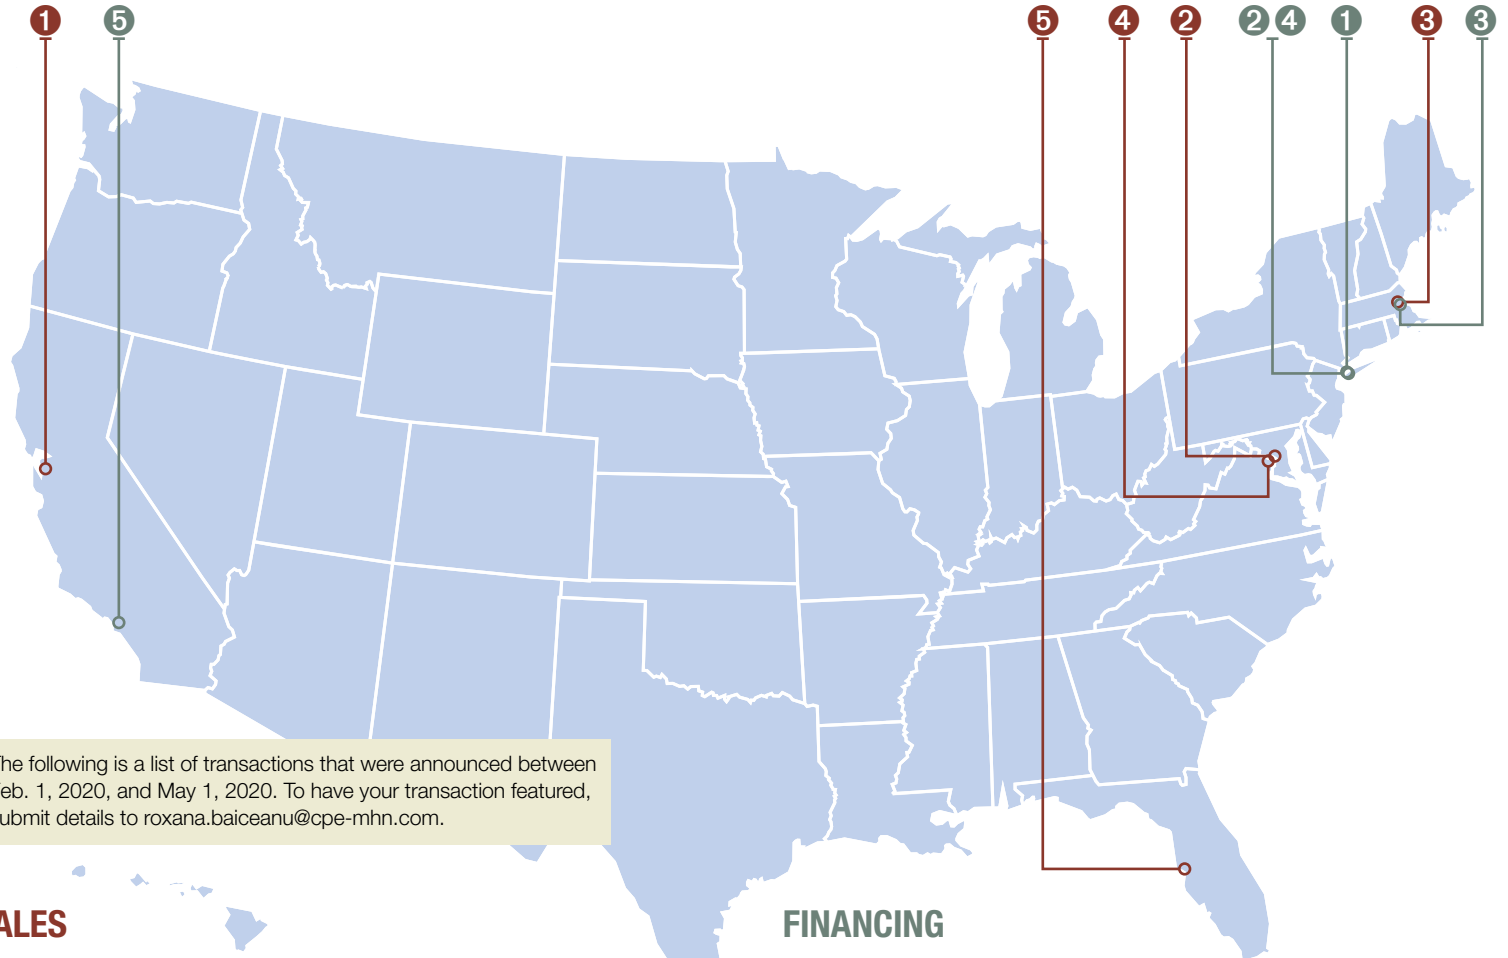 1 5 5 4 2 2 4 1 3 3
he following is a list of transactions that were announced between
eb. 1, 2020, and May 1, 2020. To have your transaction featured,
ubmit details to roxana.baiceanu@cpe-mhn.com.
ALES
FINANCING